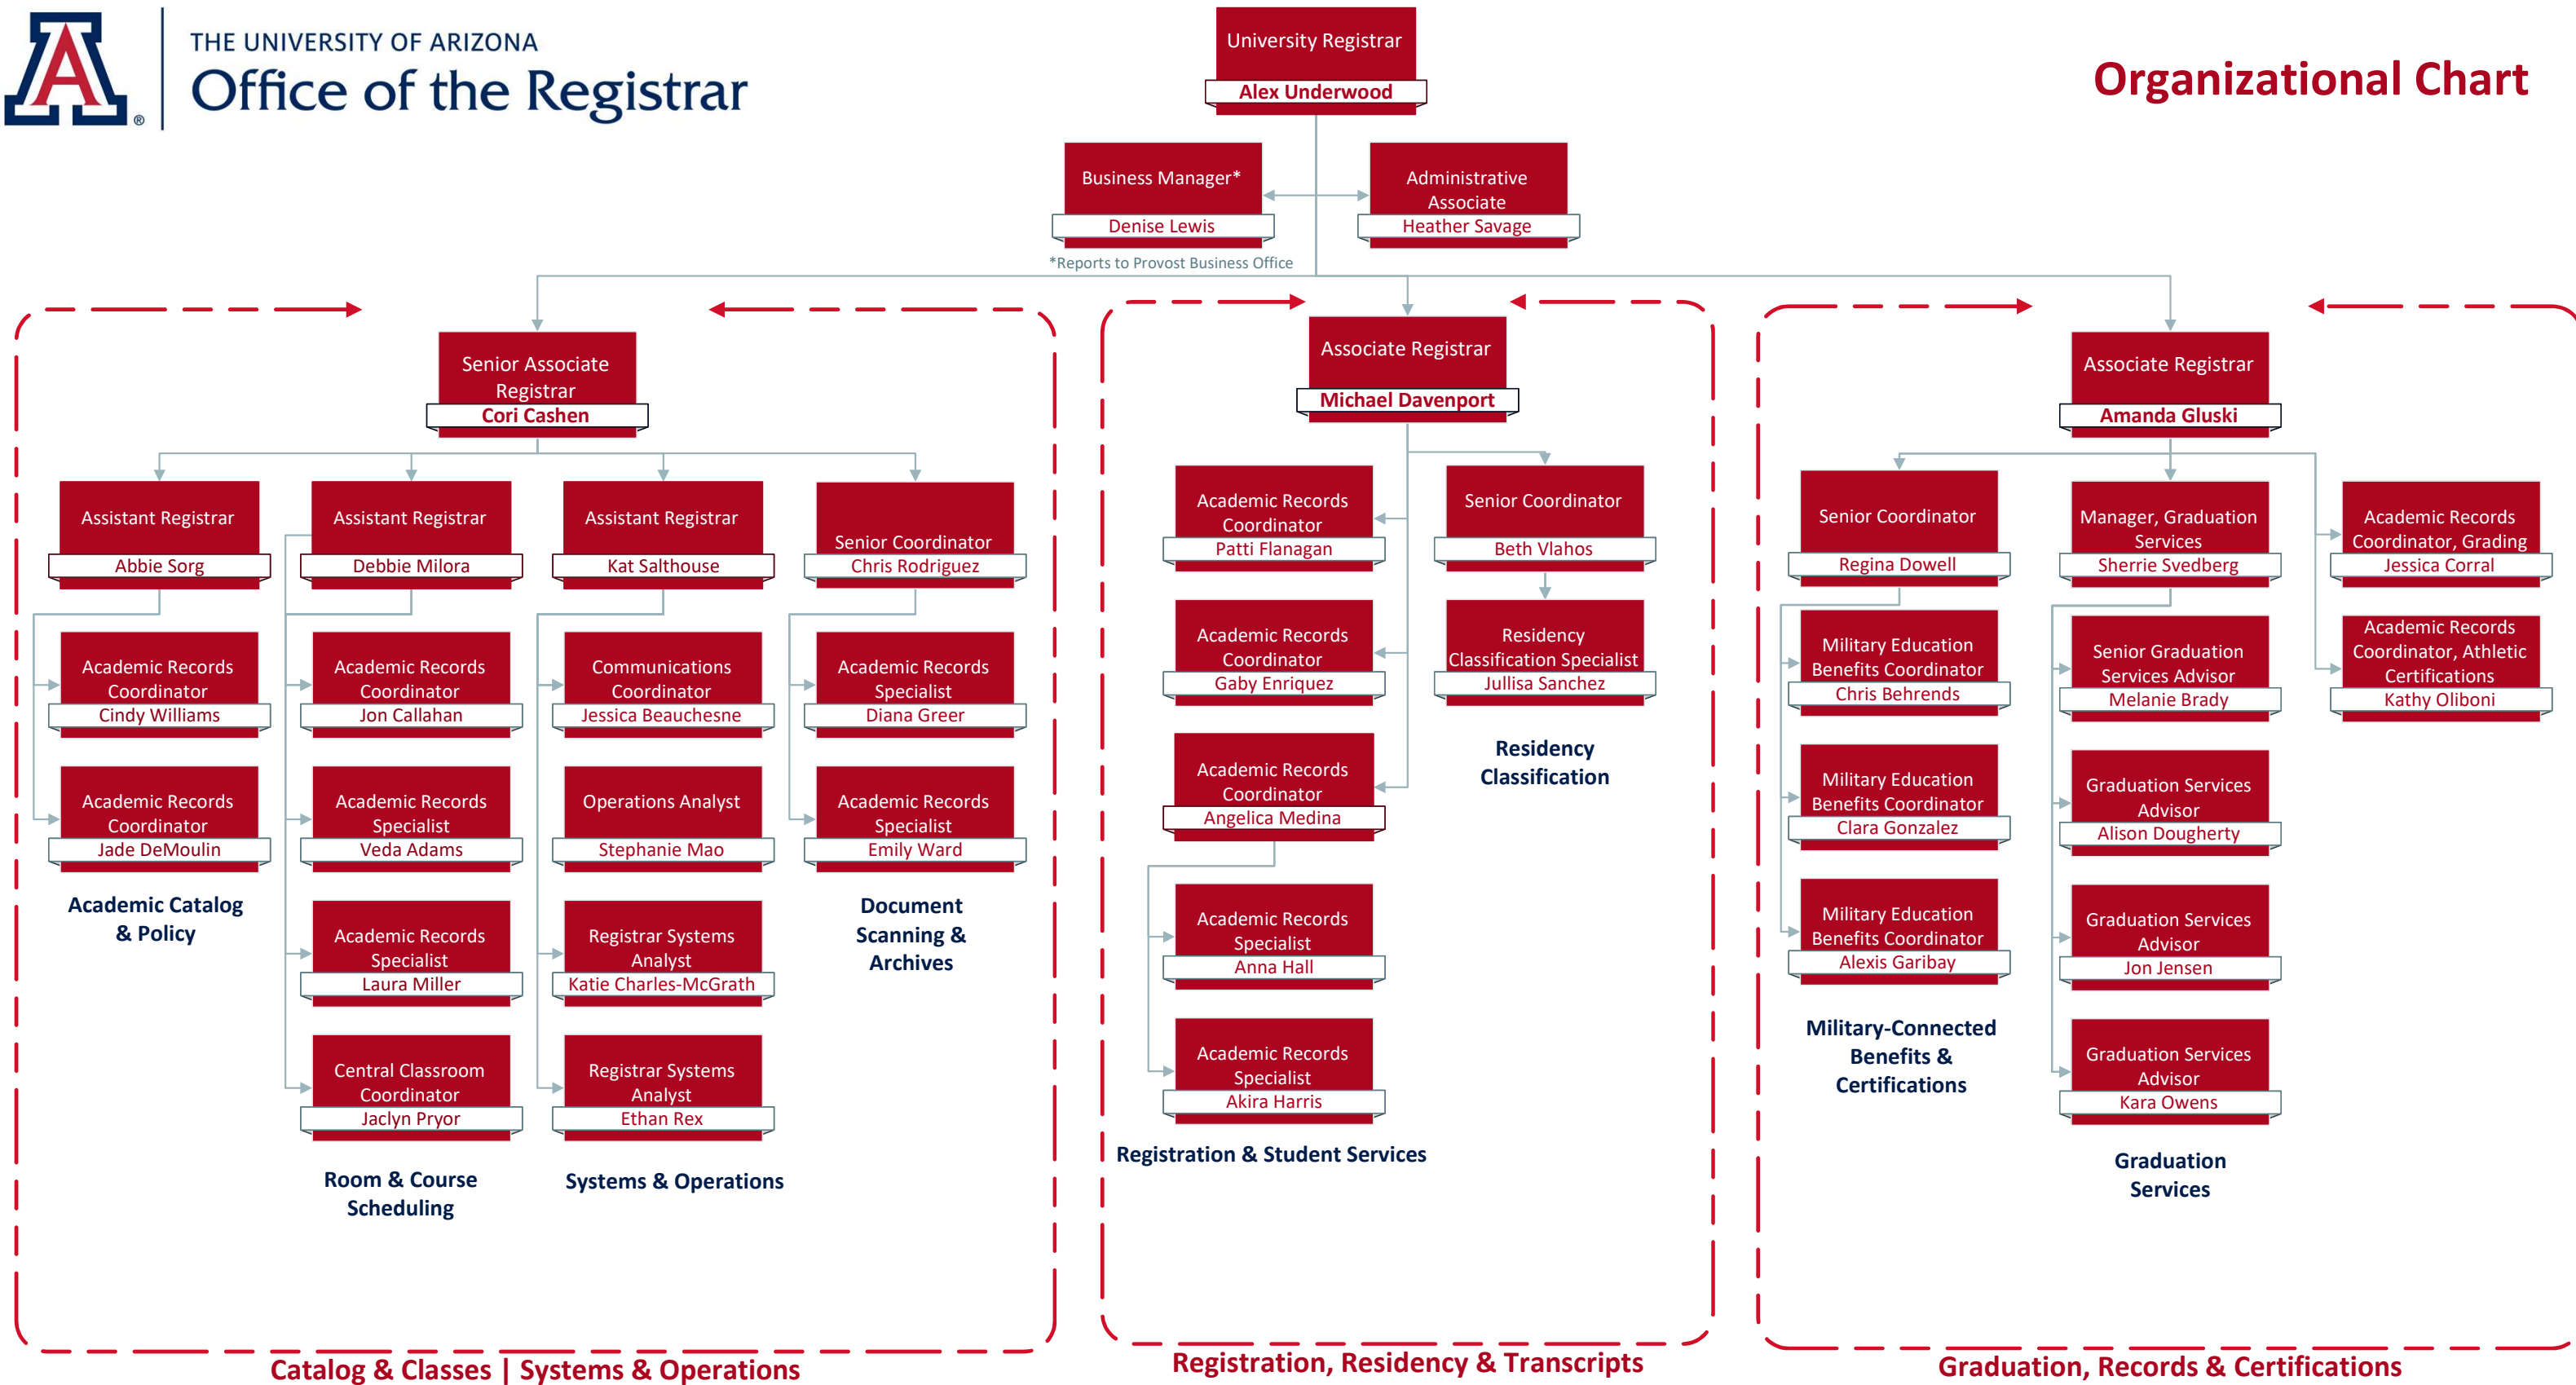 THE UNIVERSITY OF ARIZONA
Office of the Registrar
®
Organizational Chart
University Registrar
Alex Underwood
Business Manager*
Denise Lewis
*Reports to Provost Business Office
Administrative
Associate
Heather Savage
Senior Associate
Registrar
Cori Cashen
Assistant Registrar
Abbie Sorg
Academic Records
Coordinator
Cindy Williams
Academic Records
Coordinator
Jade DeMoulin
Academic Catalog
& Policy
Assistant Registrar
Debbie Milora
Academic Records
Coordinator
Jon Callahan
Academic Records
Specialist
Veda Adams
Academic Records
Specialist
Laura Miller
Central Classroom
Coordinator
Jaclyn Pryor
Room & Course
Scheduling
Assistant Registrar
Kat Salthouse
Communications
Coordinator
Jessica Beauchesne
Operations Analyst
Stephanie Mao
Registrar Systems
Analyst
Katie Charles-McGrath
Registrar Systems
Analyst
Ethan Rex
Systems & Operations
Senior Coordinator
Chris Rodriguez
Academic Records
Specialist
Diana Greer
Academic Records
Specialist
Emily Ward
Document
Scanning &
Archives
Catalog & Classes | Systems & Operations
Associate Registrar
Michael Davenport
Academic Records
Coordinator
Patti Flanagan
Academic Records
Coordinator
Gaby Enriquez
Academic Records
Coordinator
Angelica Medina
Academic Records
Specialist
Anna Hall
Academic Records
Specialist
Akira Harris
Registration & Student Services
Senior Coordinator
Beth Vlahos
Residency
Classification Specialist
Jullisa Sanchez
Residency
Classification
Registration, Residency & Transcripts
Associate Registrar
Amanda Gluski
Senior Coordinator
Regina Dowell
Military Education
Benefits Coordinator
Chris Behrends
Military Education
Benefits Coordinator
Clara Gonzalez
Military Education
Benefits Coordinator
Alexis Garibay
Military-Connected
Benefits &
Certifications
Manager, Graduation
Services
Sherrie Svedberg
Senior Graduation
Services Advisor
Melanie Brady
Graduation Services
Advisor
Alison Dougherty
Graduation Services
Advisor
Jon Jensen
Graduation Services
Advisor
Kara Owens
Graduation
Services
Academic Records
Coordinator, Grading
Jessica Corral
Academic Records
Coordinator, Athletic
Certifications
Kathy Oliboni
Graduation, Records & Certifications